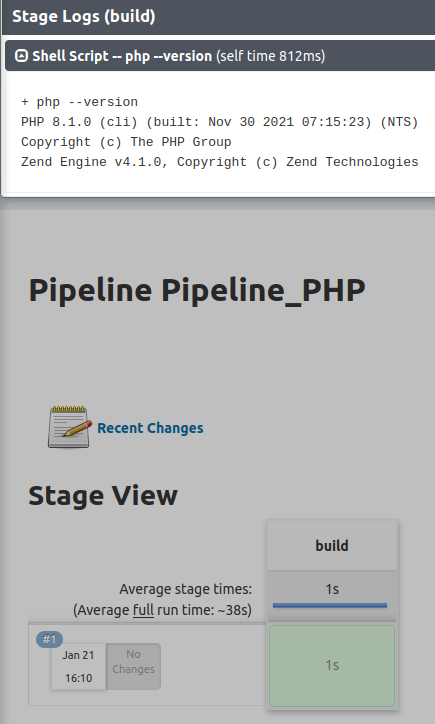 Stage Logs (build)
Shell Script -- php --version (self time 812ms)
+ php --version
PHP 8.1.0 (cli) (built: Nov 30 2021 07:15:23) (NTS)
Copyright (c) The PHP Group
Zend Engine v4.1.0, Copyright (c) Zend Technologies
Pipeline Pipeline_PHP
Recent Changes
Stage View
build
Average stage times:
1s
(Average full run time: ~38s)
#1
Jan 21
16:10
No
Changes
1s